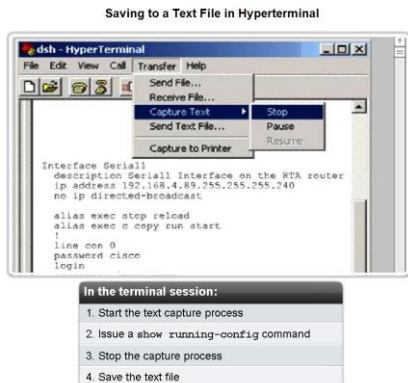 Saving to a Text File in Hyperterminal
dsh - HyperTerminal
File Edit View Call Transfer Help
Send File...
Receive File...
Capture Text
Send Text File...
Capture to Printer
Stop
Pause
Resume
Interface Serial1
description Serial1 Interface on the RTA router
ip address 192.168.4.89.255.255.255.240
no ip directed-broadcast
alias exec stop reload
alias exec c copy run start
!
line con 0
password cisco
login
In the terminal session:
1. Start the text capture process
2. Issue a show running-config command
3. Stop the capture process
4. Save the text file